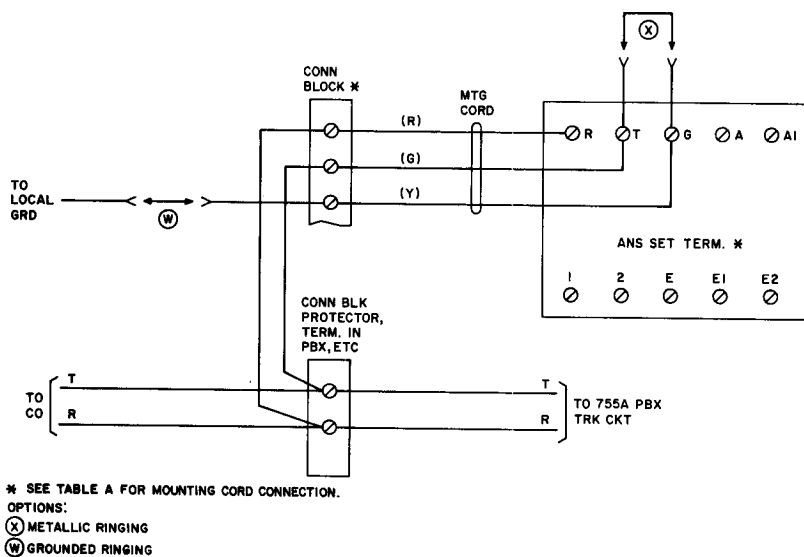 X
CONN
BLOCK *
MTG
CORD
(R)
R T G A A1
(G)
TO
LOCAL
GRD
W
(Y)
ANS SET TERM. *
1 2 E E1 E2
CONN BLK
PROTECTOR,
TERM. IN
PBX, ETC
T T
TO
CO
TO 755A PBX
TRK CKT
R R
* SEE TABLE A FOR MOUNTING CORD CONNECTION.
OPTIONS:
X METALLIC RINGING
W GROUNDED RINGING